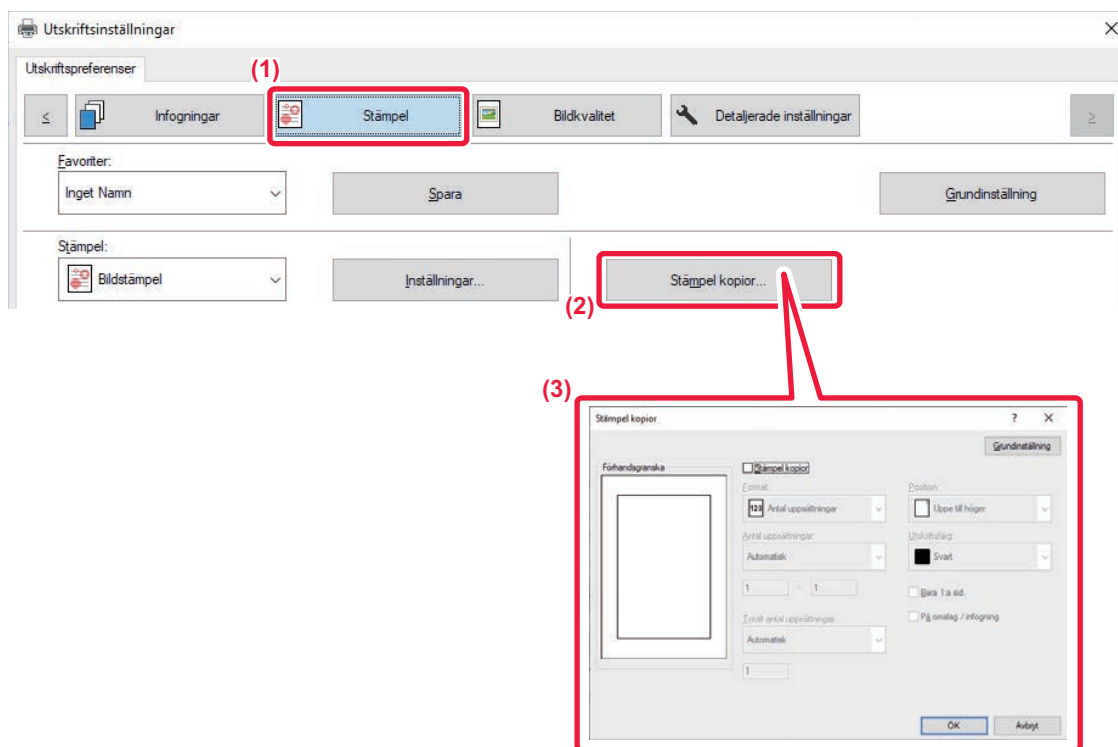 Utskriftsinställningar
Utskriftspreferenser
(1)
< Infogningar Stämpel Bildkvalitet Detaljerade inställningar >
Favoriter:
Inget Namn Spara Grundinställning
Stämpel:
Bildstämpel Inställningar... Stämpel kopior...
(2)
(3)
Stämpel kopior ? X
Grundinställning
Förhandsgranska Stämpel kopior
Format: Position:
123 Antal uppsättningar Uppe till höger
Antal uppsättningar: Utskriftsfärg:
Automatisk Svart
1 - 1 Bara 1:a sid.
Totalt antal uppsättningar På omslag / infogning
Automatisk
1
OK Avbryt